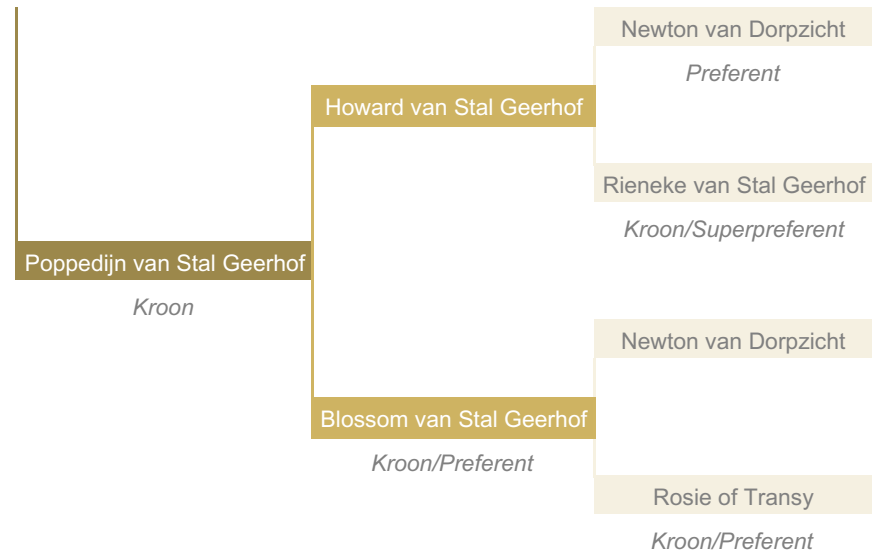 Newton van Dorpzicht
Preferent
Howard van Stal Geerhof
Rieneke van Stal Geerhof
Kroon/Superpreferent
Poppedijn van Stal Geerhof
Kroon
Newton van Dorpzicht
Blossom van Stal Geerhof
Kroon/Preferent
Rosie of Transy
Kroon/Preferent